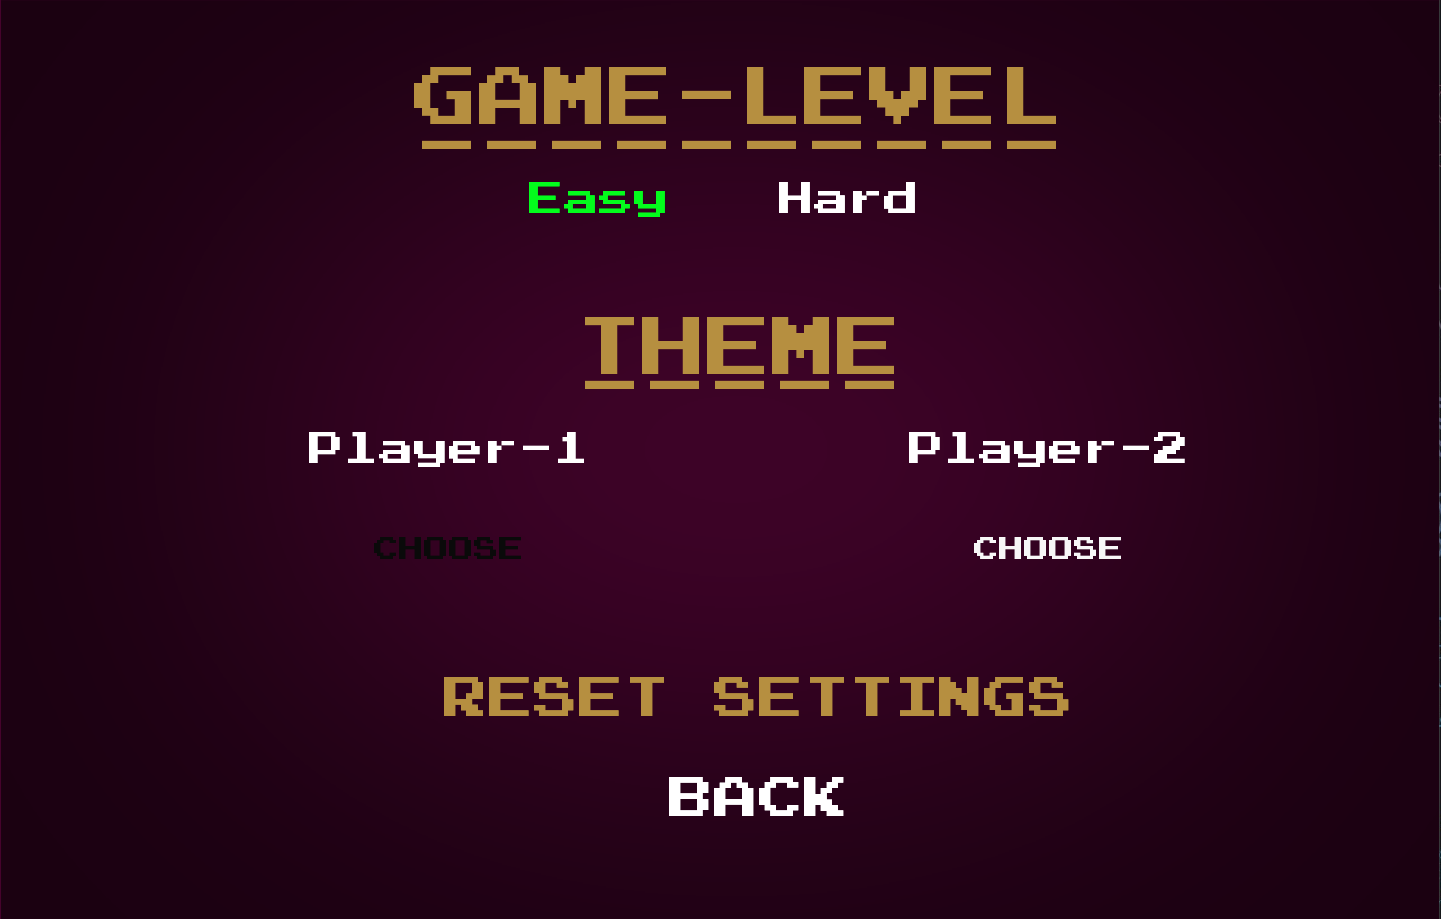 GAME-LEVEL
Easy Hard
THEME
Player-1 Player-2
CHOOSE CHOOSE
RESET SETTINGS
BACK